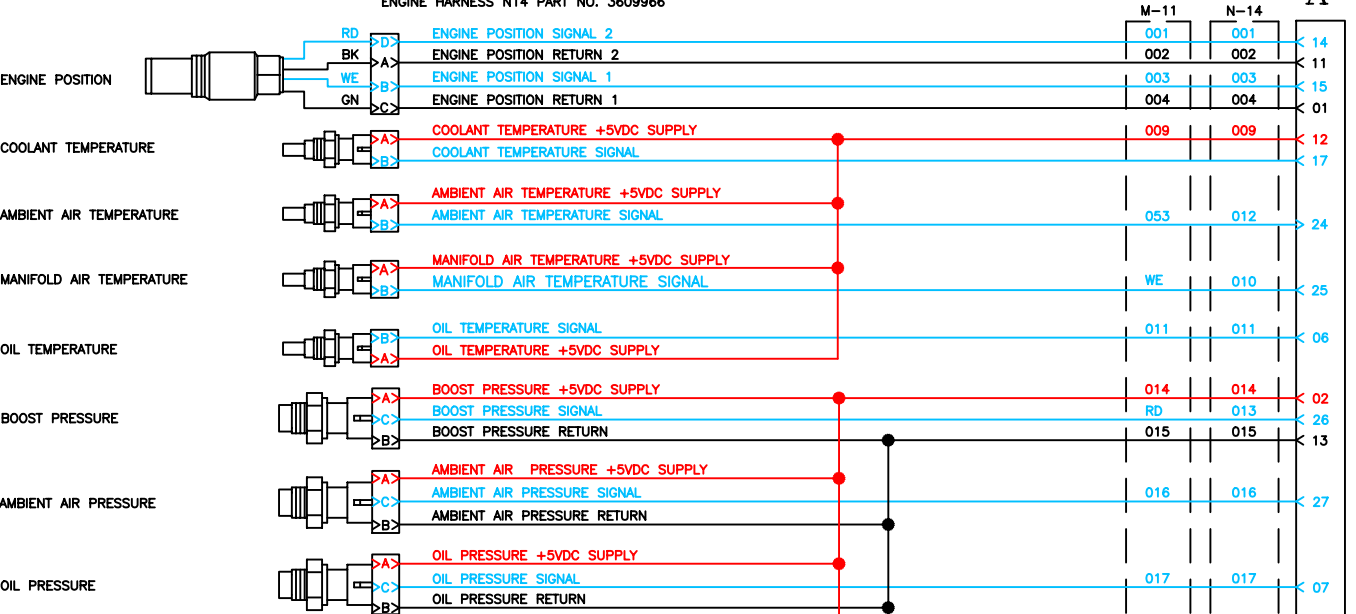 ENGINE HARNESS N14 PART NO. 3609966
M-11 N-14
RD >D> ENGINE POSITION SIGNAL 2 001 001 < 14
BK >A> ENGINE POSITION RETURN 2 002 002 < 11
ENGINE POSITION WE >B> ENGINE POSITION SIGNAL 1 003 003 < 15
GN >C> ENGINE POSITION RETURN 1 004 004 < 01
>A> COOLANT TEMPERATURE +5VDC SUPPLY 009 009 < 12
COOLANT TEMPERATURE >B> COOLANT TEMPERATURE SIGNAL < 17
>A> AMBIENT AIR TEMPERATURE +5VDC SUPPLY
AMBIENT AIR TEMPERATURE >B> AMBIENT AIR TEMPERATURE SIGNAL 053 012 > 24
>A> MANIFOLD AIR TEMPERATURE +5VDC SUPPLY
MANIFOLD AIR TEMPERATURE >B> MANIFOLD AIR TEMPERATURE SIGNAL WE 010 < 25
>B> OIL TEMPERATURE SIGNAL 011 011 < 06
OIL TEMPERATURE >A> OIL TEMPERATURE +5VDC SUPPLY
>A> BOOST PRESSURE +5VDC SUPPLY 014 014 < 02
BOOST PRESSURE >C> BOOST PRESSURE SIGNAL RD 013 < 26
>B> BOOST PRESSURE RETURN 015 015 < 13
>A> AMBIENT AIR PRESSURE +5VDC SUPPLY
AMBIENT AIR PRESSURE >C> AMBIENT AIR PRESSURE SIGNAL 016 016 < 27
>B> AMBIENT AIR PRESSURE RETURN
>A> OIL PRESSURE +5VDC SUPPLY
OIL PRESSURE >C> OIL PRESSURE SIGNAL 017 017 < 07
>B> OIL PRESSURE RETURN